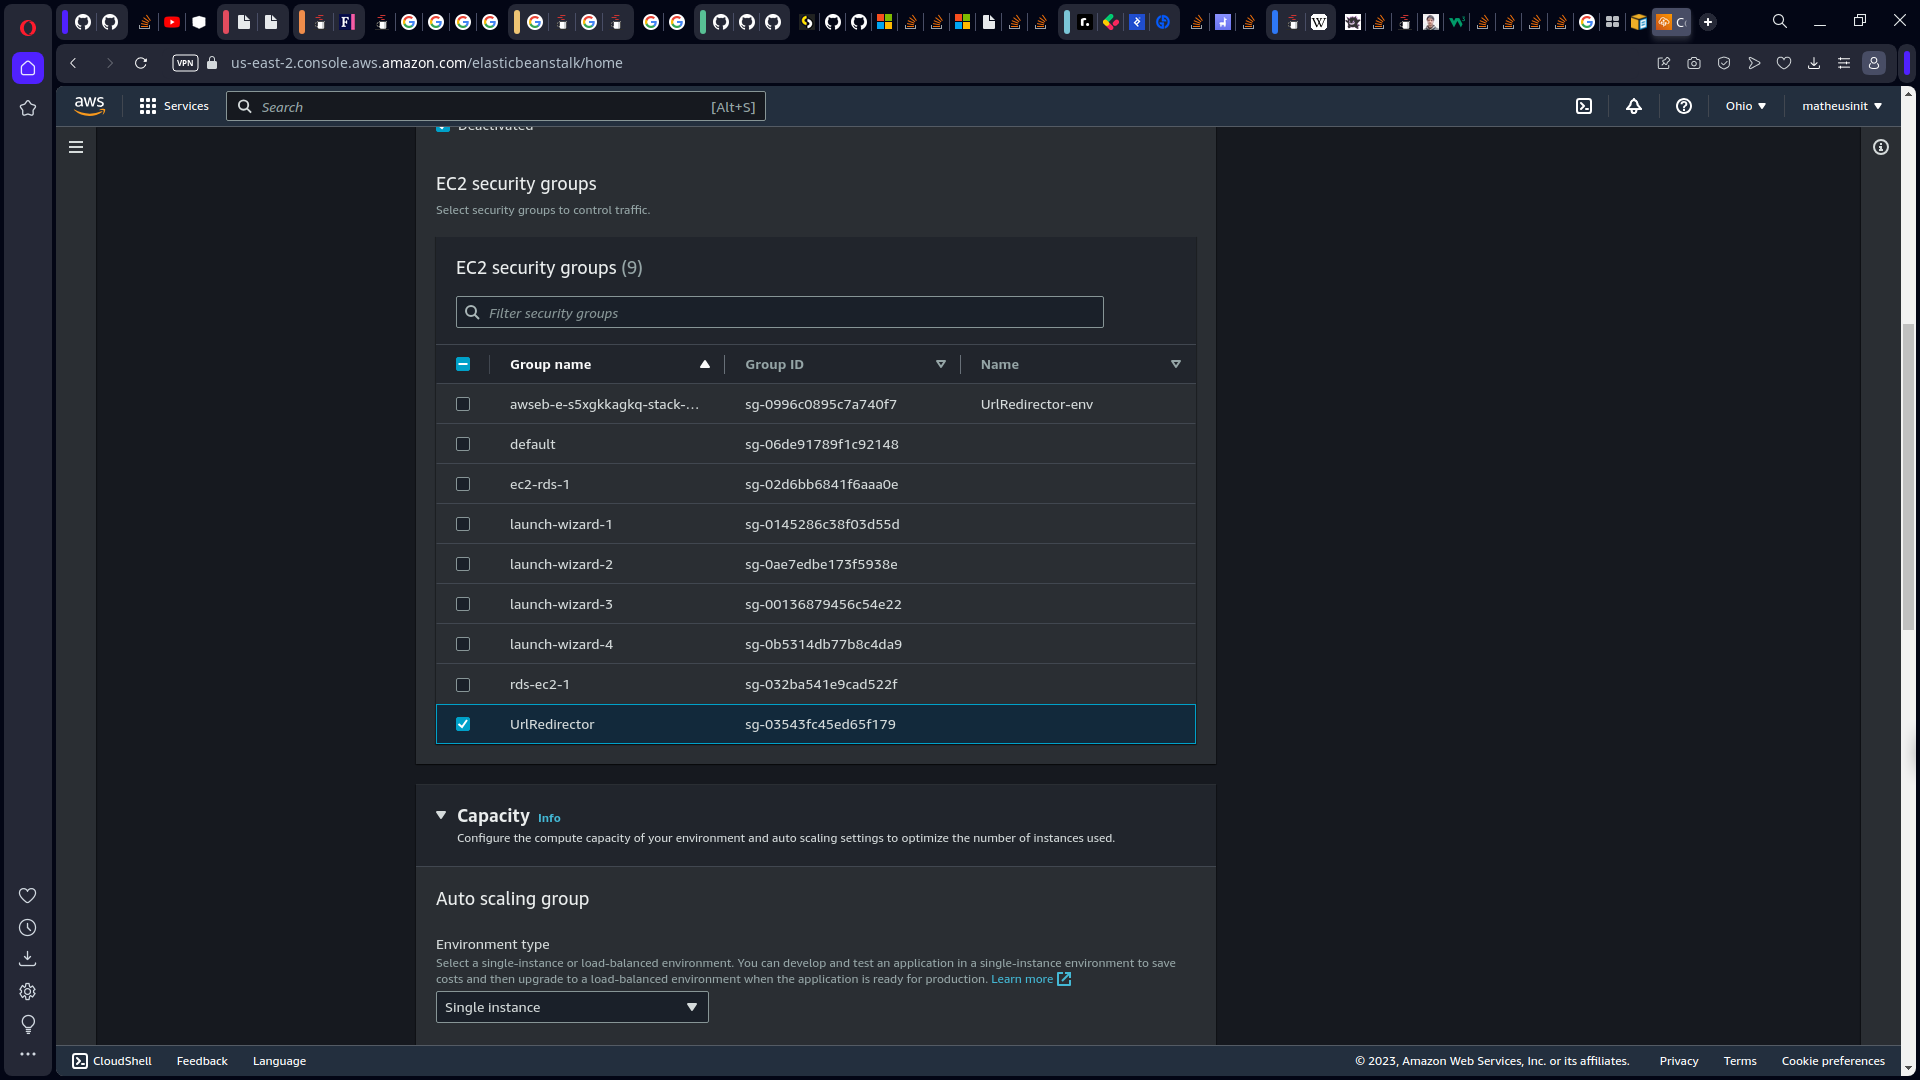 VPN
us-east-2.console.aws.amazon.com/elasticbeanstalk/home
aws
Services
Search
[Alt+S]
Ohio
matheusinit
Deactivated
EC2 security groups
Select security groups to control traffic.
EC2 security groups (9)
Filter security groups
Group name
Group ID
Name
awseb-e-s5xgkkagkq-stack-...
sg-0996c0895c7a740f7
UrlRedirector-env
default
sg-06de91789f1c92148
ec2-rds-1
sg-02d6bb6841f6aaa0e
launch-wizard-1
sg-0145286c38f03d55d
launch-wizard-2
sg-0ae7edbe173f5938e
launch-wizard-3
sg-00136879456c54e22
launch-wizard-4
sg-0b5314db77b8c4da9
rds-ec2-1
sg-032ba541e9cad522f
UrlRedirector
sg-03543fc45ed65f179
Capacity Info
Configure the compute capacity of your environment and auto scaling settings to optimize the number of instances used.
Auto scaling group
Environment type
Select a single-instance or load-balanced environment. You can develop and test an application in a single-instance environment to save
costs and then upgrade to a load-balanced environment when the application is ready for production. Learn more
Single instance
CloudShell
Feedback
Language
© 2023, Amazon Web Services, Inc. or its affiliates.
Privacy
Terms
Cookie preferences